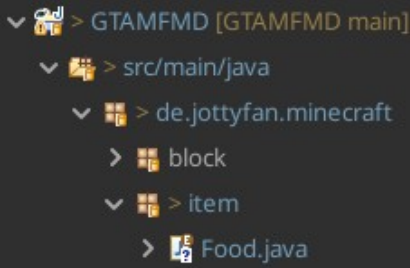 > GTAMFMD [GTAMFMD main]
> src/main/java
> de.jottyfan.minecraft
block
> item
Food.java